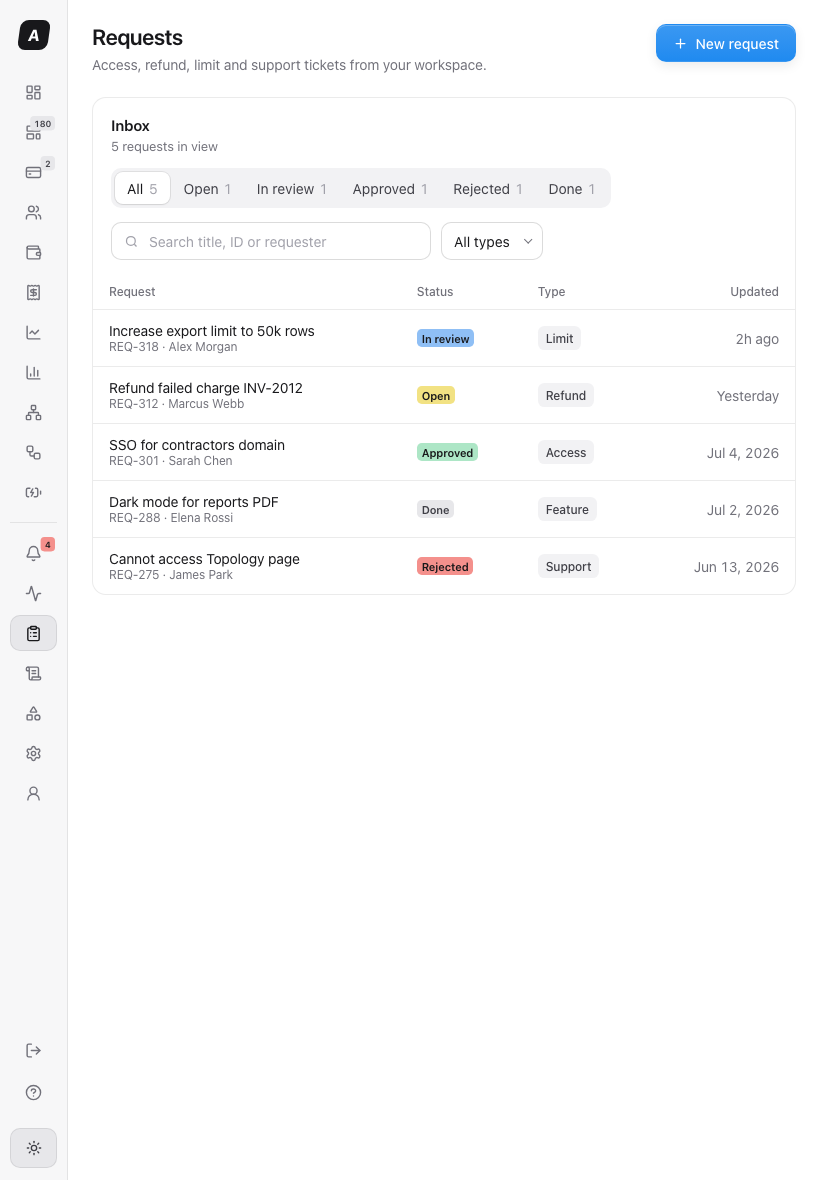 A
180
2
4
Requests
Access, refund, limit and support tickets from your workspace.
+ New request
Inbox
5 requests in view
All 5 Open 1 In review 1 Approved 1 Rejected 1 Done 1
Search title, ID or requester
All types
Request Status Type Updated
Increase export limit to 50k rows
REQ-318 · Alex Morgan
In review Limit 2h ago
Refund failed charge INV-2012
REQ-312 · Marcus Webb
Open Refund Yesterday
SSO for contractors domain
REQ-301 · Sarah Chen
Approved Access Jul 4, 2026
Dark mode for reports PDF
REQ-288 · Elena Rossi
Done Feature Jul 2, 2026
Cannot access Topology page
REQ-275 · James Park
Rejected Support Jun 13, 2026